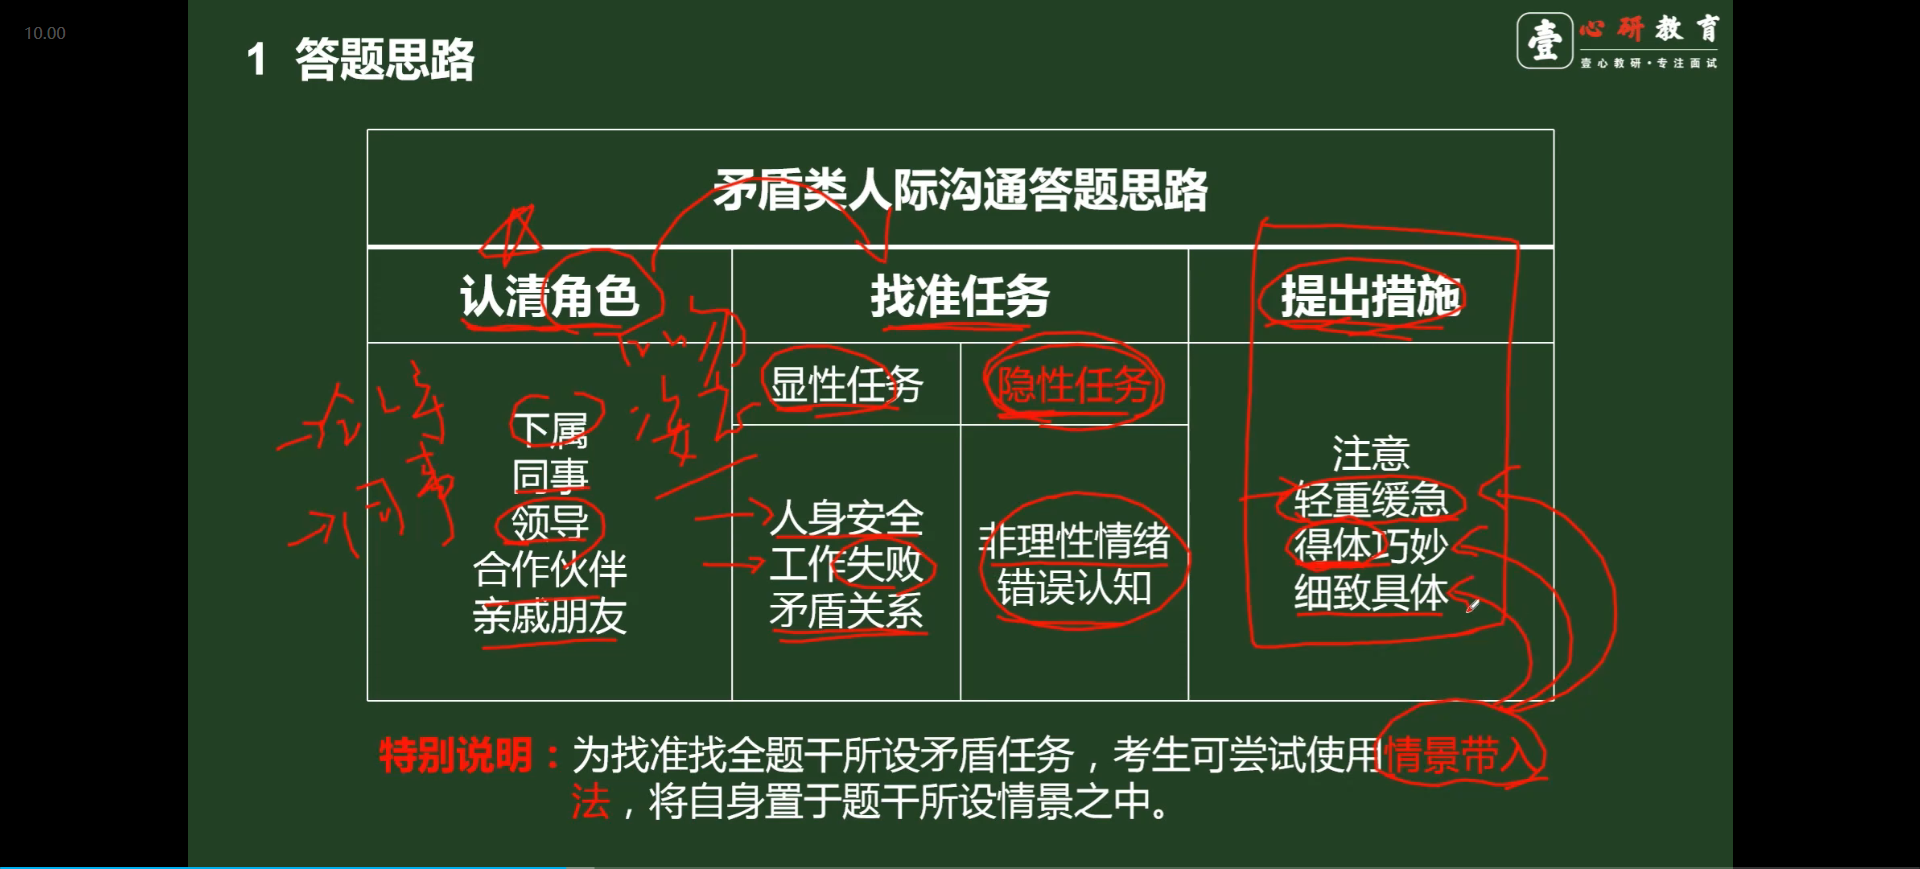 10.00
1 答题思路
壹 心研教育
壹心教研•专注面试
矛盾类人际沟通答题思路
认清角色 找准任务 提出措施
显性任务 隐性任务
下属
同事
领导
合作伙伴
亲戚朋友
人身安全
工作失败
矛盾关系
非理性情绪
错误认知
注意
轻重缓急
得体巧妙
细致具体
特别说明：为找准找全题干所设矛盾任务，考生可尝试使用情景带入
法，将自身置于题干所设情景之中。